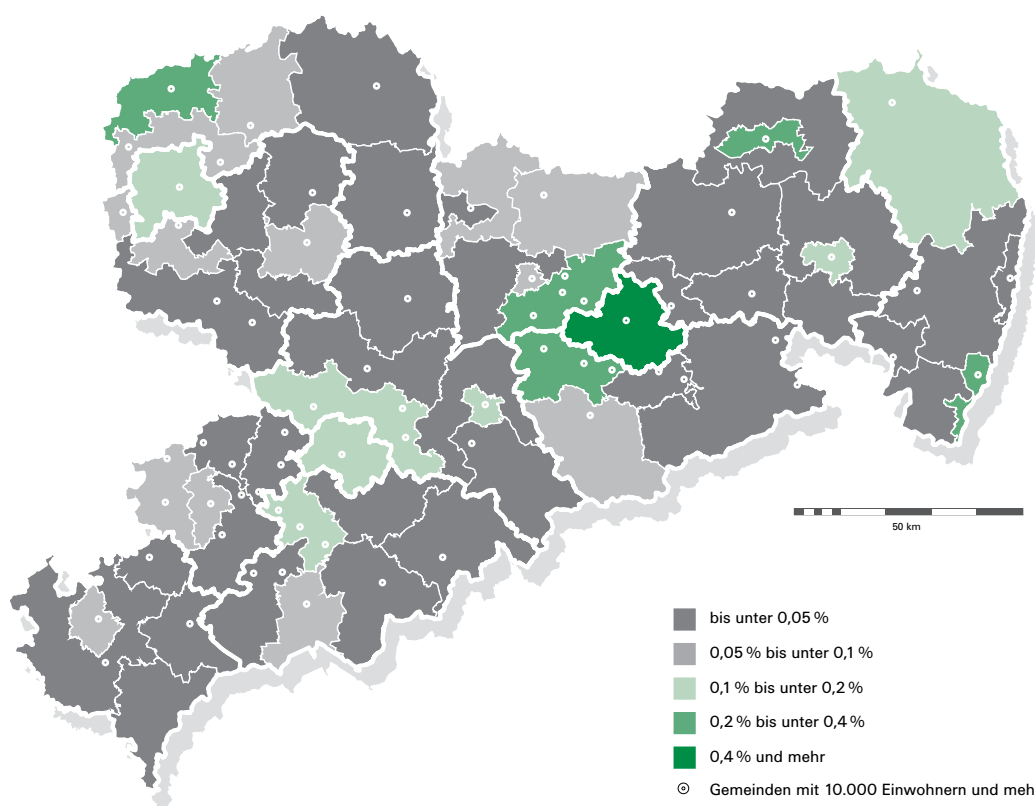 50 km
bis unter 0,05 %
0,05 % bis unter 0,1 %
0,1 % bis unter 0,2 %
0,2 % bis unter 0,4 %
0,4 % und mehr
Gemeinden mit 10.000 Einwohnern und meh